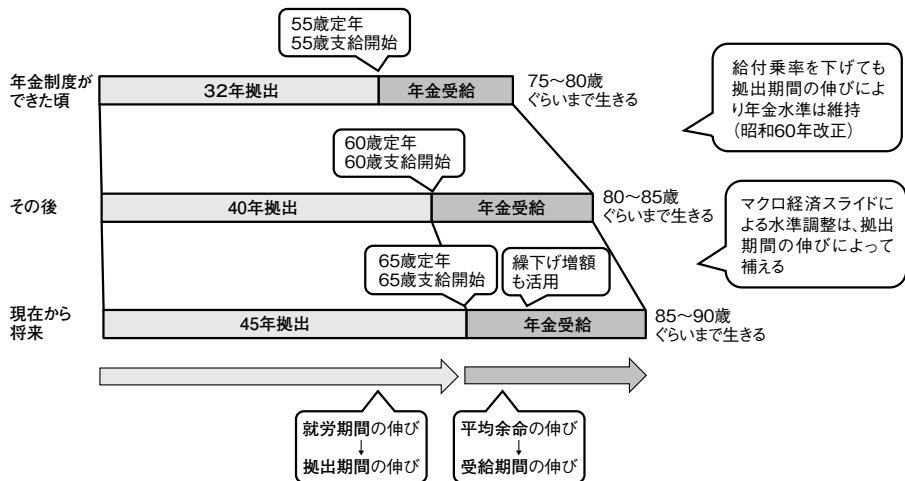 55歳定年
55歳支給開始
年金制度が
できた頃
32年拠出
年金受給
75〜80歳
ぐらいまで生きる
給付乗率を下げても
拠出期間の伸びによ
り年金水準は維持
（昭和60年改正）
60歳定年
60歳支給開始
その後
40年拠出
年金受給
80〜85歳
ぐらいまで生きる
マクロ経済スライドに
よる水準調整は、拠出
期間の伸びによって
補える
65歳定年
65歳支給開始
繰下げ増額
も活用
現在から
将来
45年拠出
年金受給
85〜90歳
ぐらいまで生きる
就労期間の伸び
↓
拠出期間の伸び
平均余命の伸び
↓
受給期間の伸び